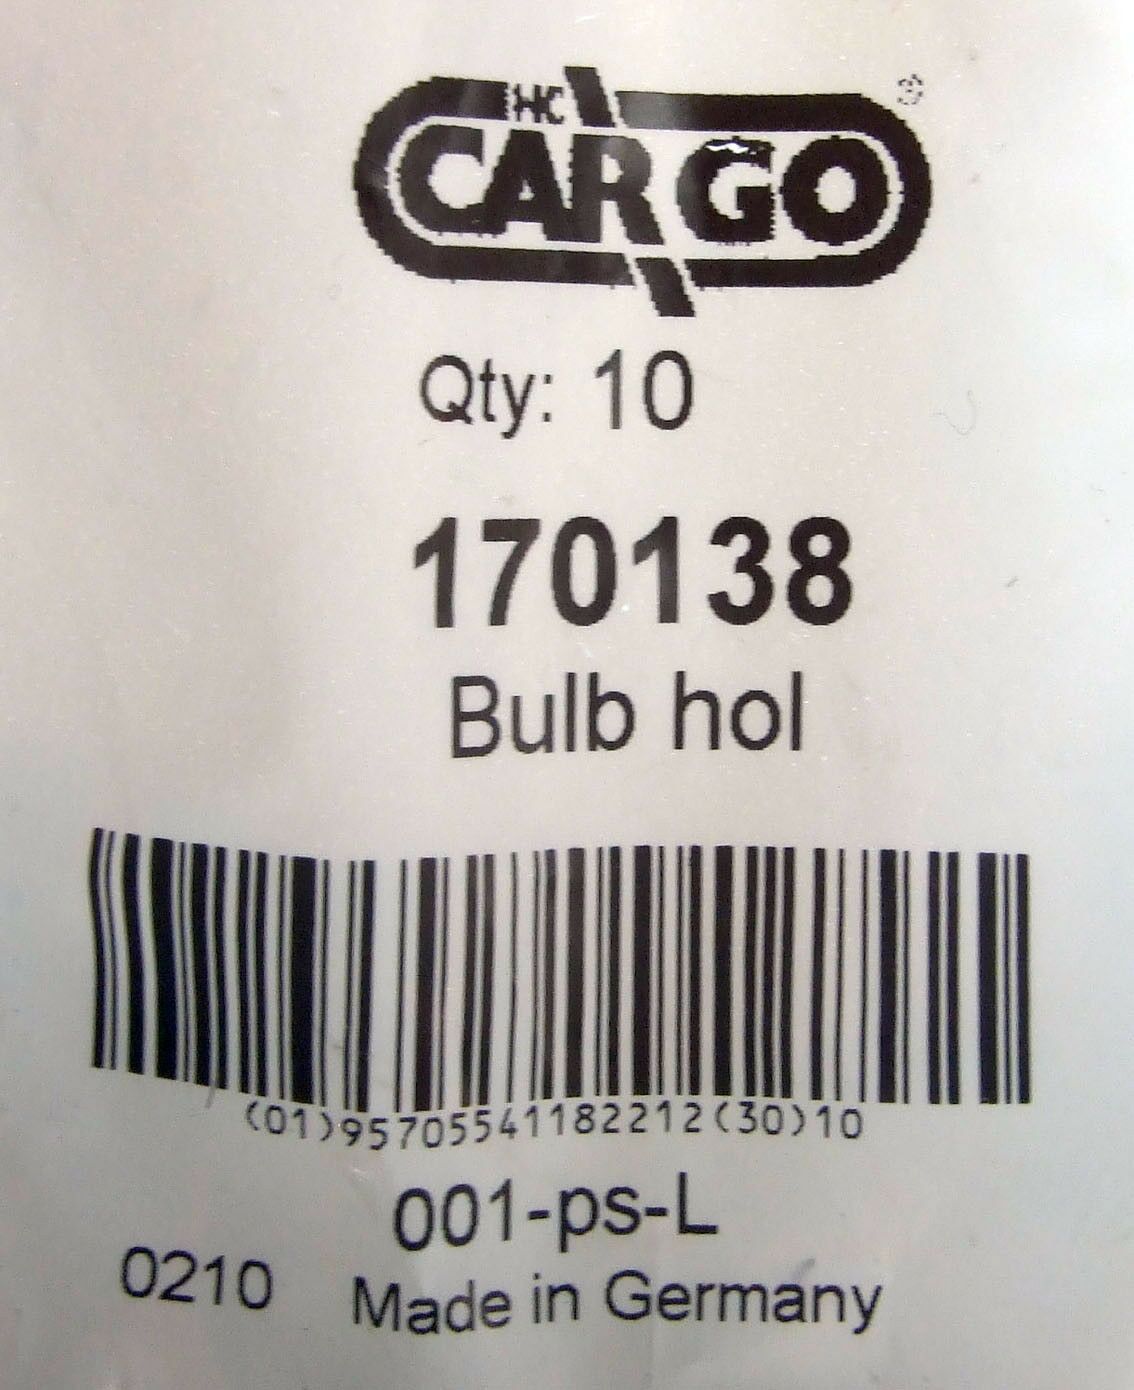 HC
CARGO
Qty: 10
170138
Bulb hol
(01)95705541182212(30)10
001-ps-L
0210
Made in Germany